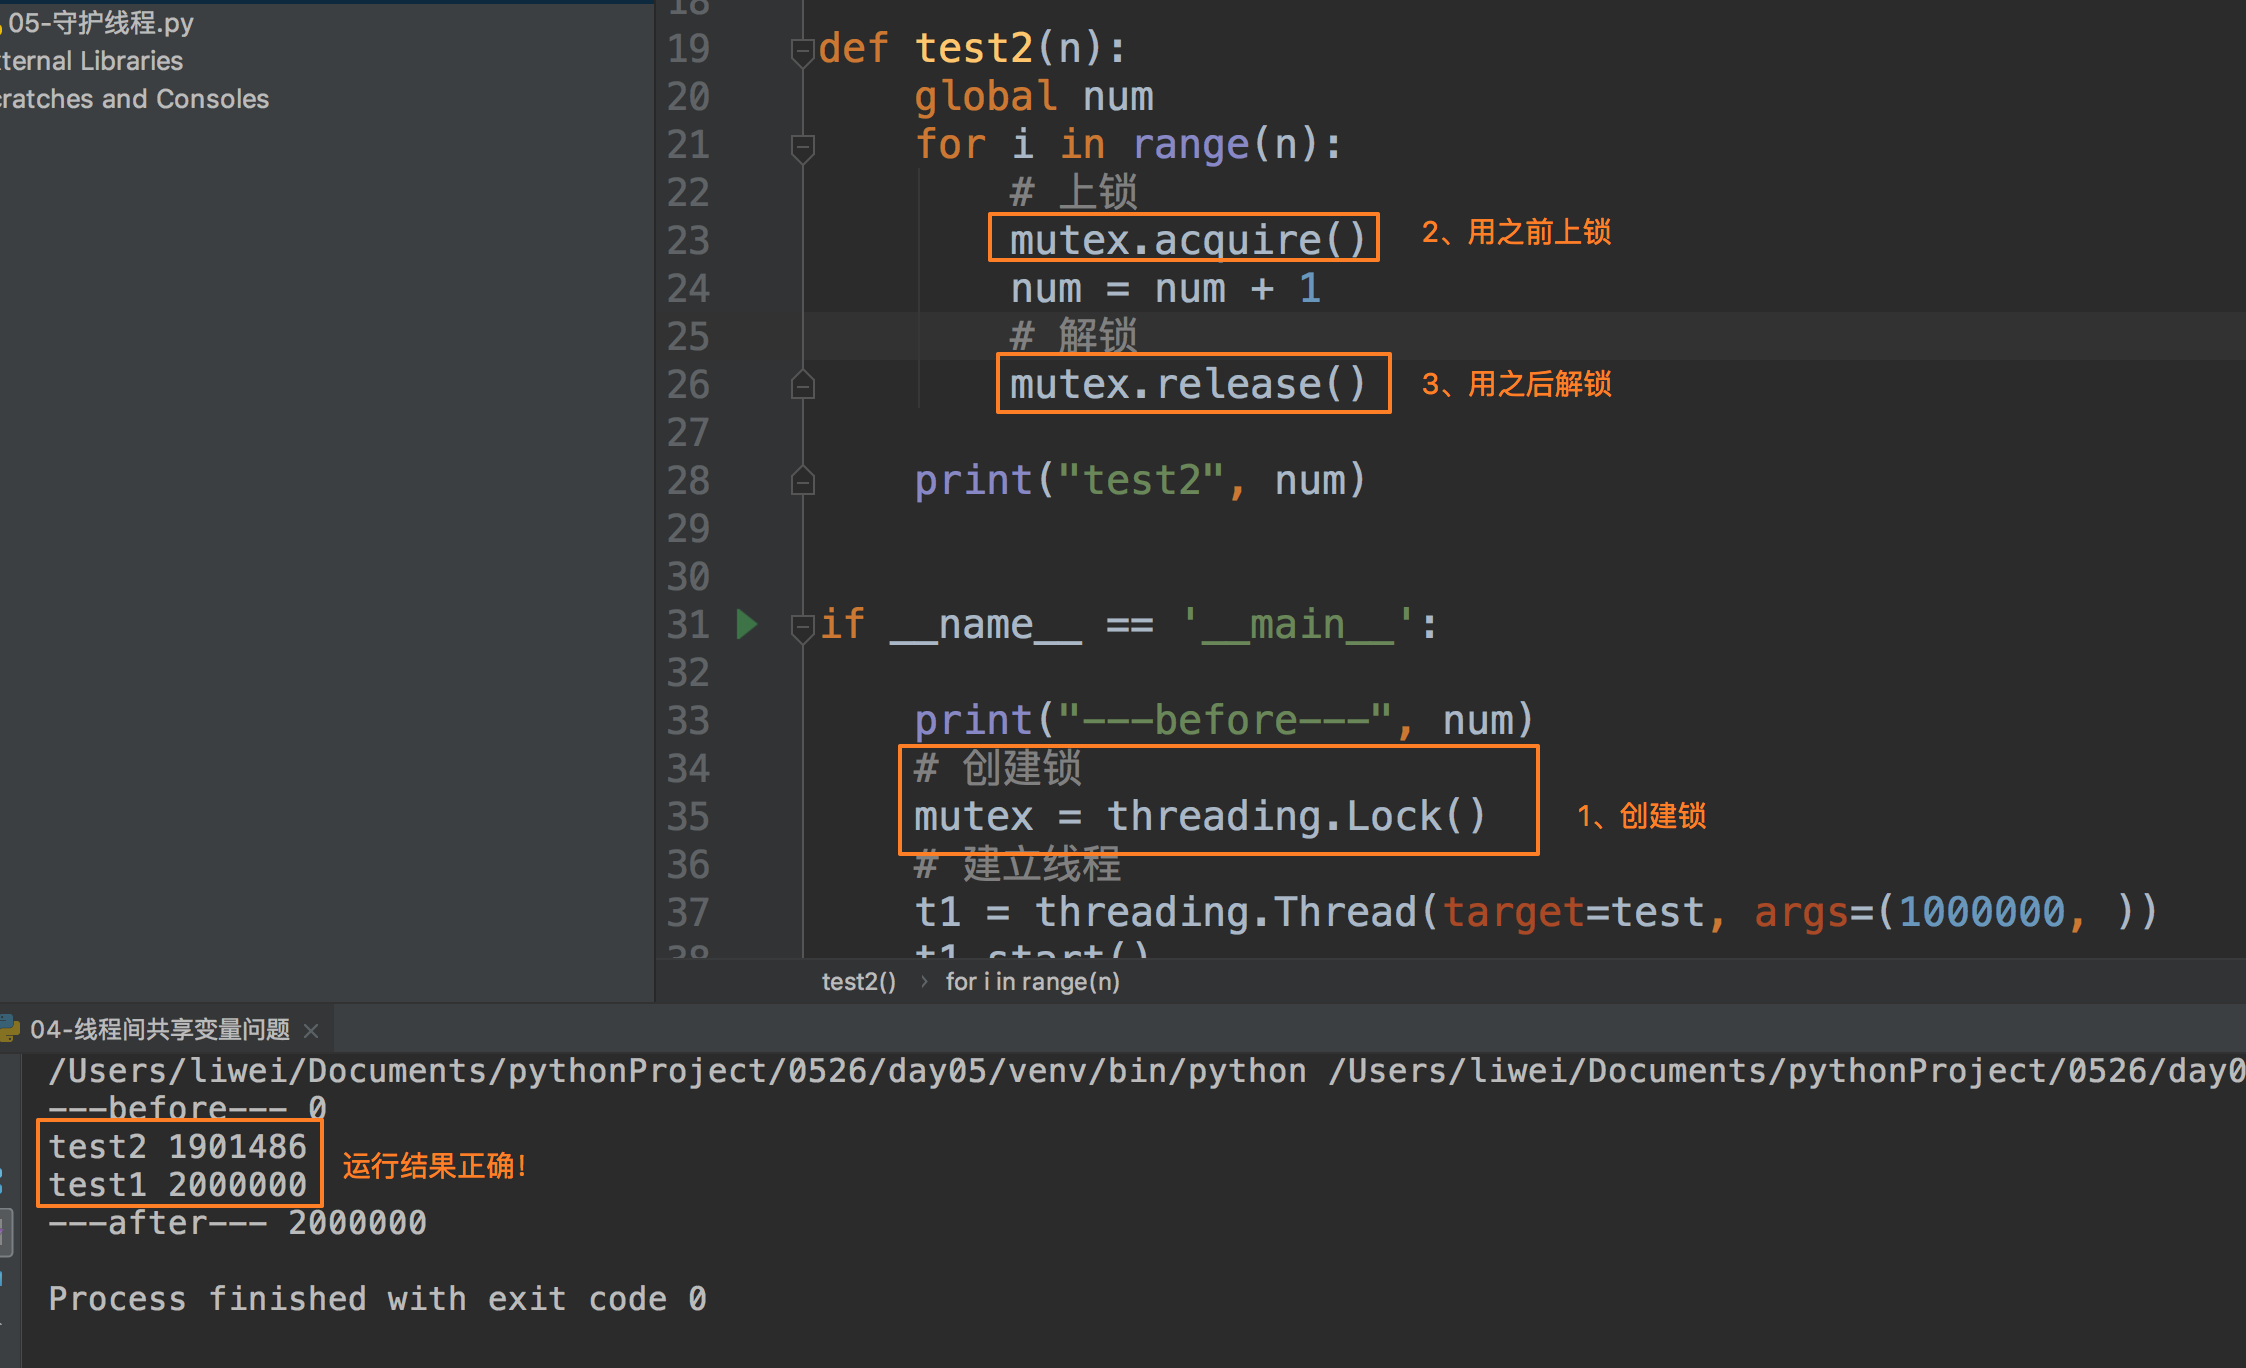 05-守护线程.py
ternal Libraries
ratches and Consoles
18
19 def test2(n):
20 global num
21 for i in range(n):
22 # 上锁
23 mutex.acquire() 2、用之前上锁
24 num = num + 1
25 # 解锁
26 mutex.release() 3、用之后解锁
27
28 print("test2", num)
29
30
31 if __name__ == '__main__':
32
33 print("---before---", num)
34 # 创建锁
35 mutex = threading.Lock() 1、创建锁
36 # 建立线程
37 t1 = threading.Thread(target=test, args=(1000000, ))
38 t1.start()
test2() › for i in range(n)
04-线程间共享变量问题 ×
/Users/liwei/Documents/pythonProject/0526/day05/venv/bin/python /Users/liwei/Documents/pythonProject/0526/day0
---before--- 0
test2 1901486
test1 2000000
运行结果正确!
---after--- 2000000
Process finished with exit code 0